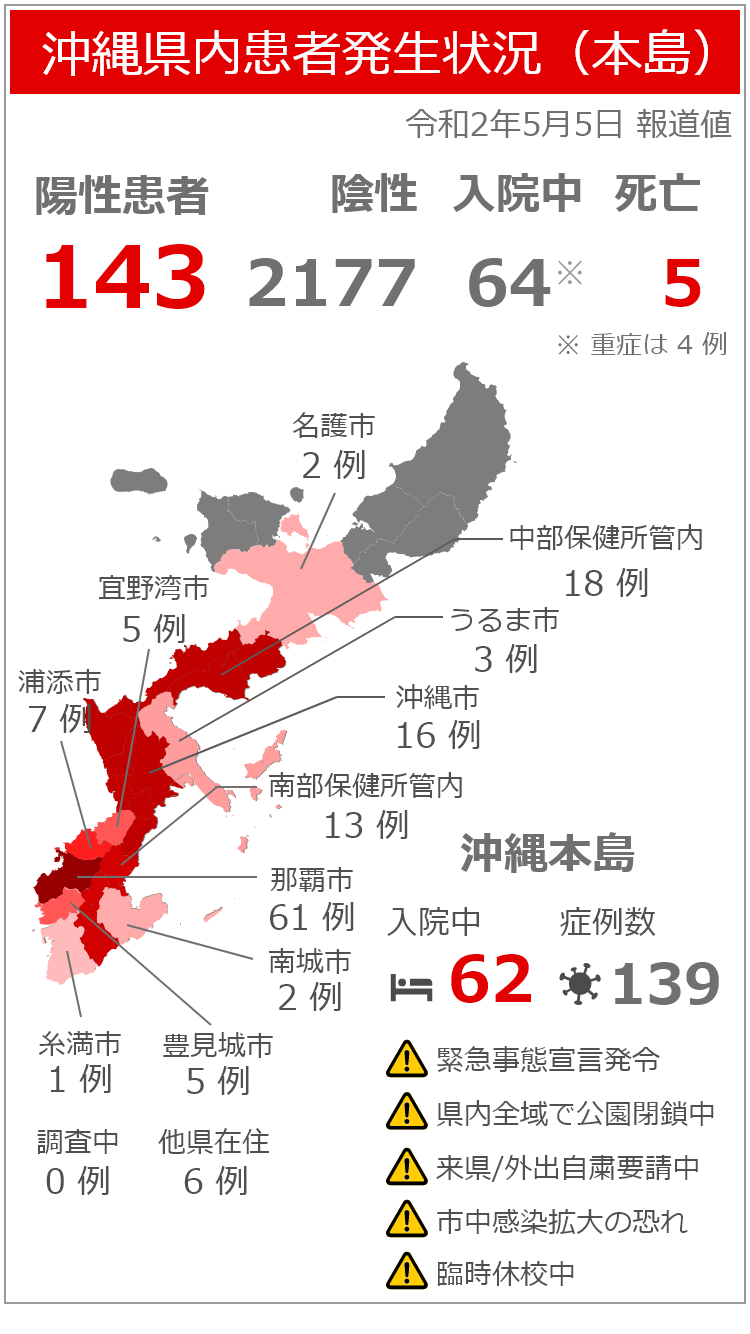 沖縄県内患者発生状況（本島）
令和2年5月5日 報道値
陽性患者 陰性 入院中 死亡
143 2177 64※ 5
※ 重症は 4 例
名護市
2 例
中部保健所管内
18 例
宜野湾市
5 例
うるま市
3 例
浦添市
7 例
沖縄市
16 例
南部保健所管内
13 例
那覇市
61 例
南城市
2 例
糸満市
1 例
豊見城市
5 例
調査中
0 例
他県在住
6 例
沖縄本島
入院中 症例数
62 139
緊急事態宣言発令
県内全域で公園閉鎖中
来県/外出自粛要請中
市中感染拡大の恐れ
臨時休校中